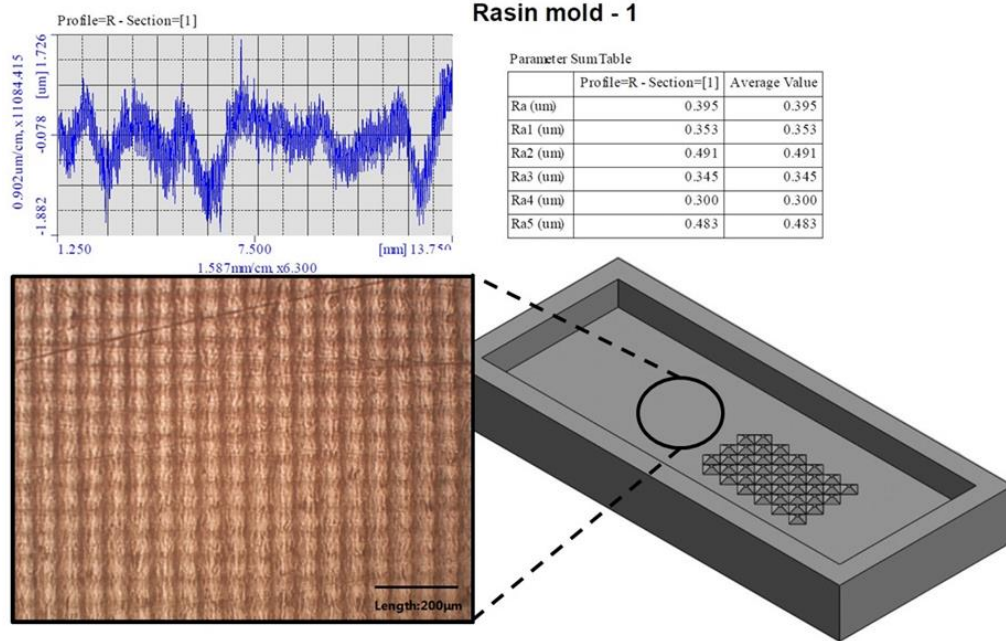 Rasin mold - 1
Profile=R - Section=[1]
0.902um/cm, x11084.415
[um] 1.726
-0.078
-1.882
1.250
7.500
[mm] 13.750
1.587mm/cm, x6.300
Parameter SumTable
Profile=R - Section=[1] Average Value
Ra (um) 0.395 0.395
Ra1 (um) 0.353 0.353
Ra2 (um) 0.491 0.491
Ra3 (um) 0.345 0.345
Ra4 (um) 0.300 0.300
Ra5 (um) 0.483 0.483
Length:200μm